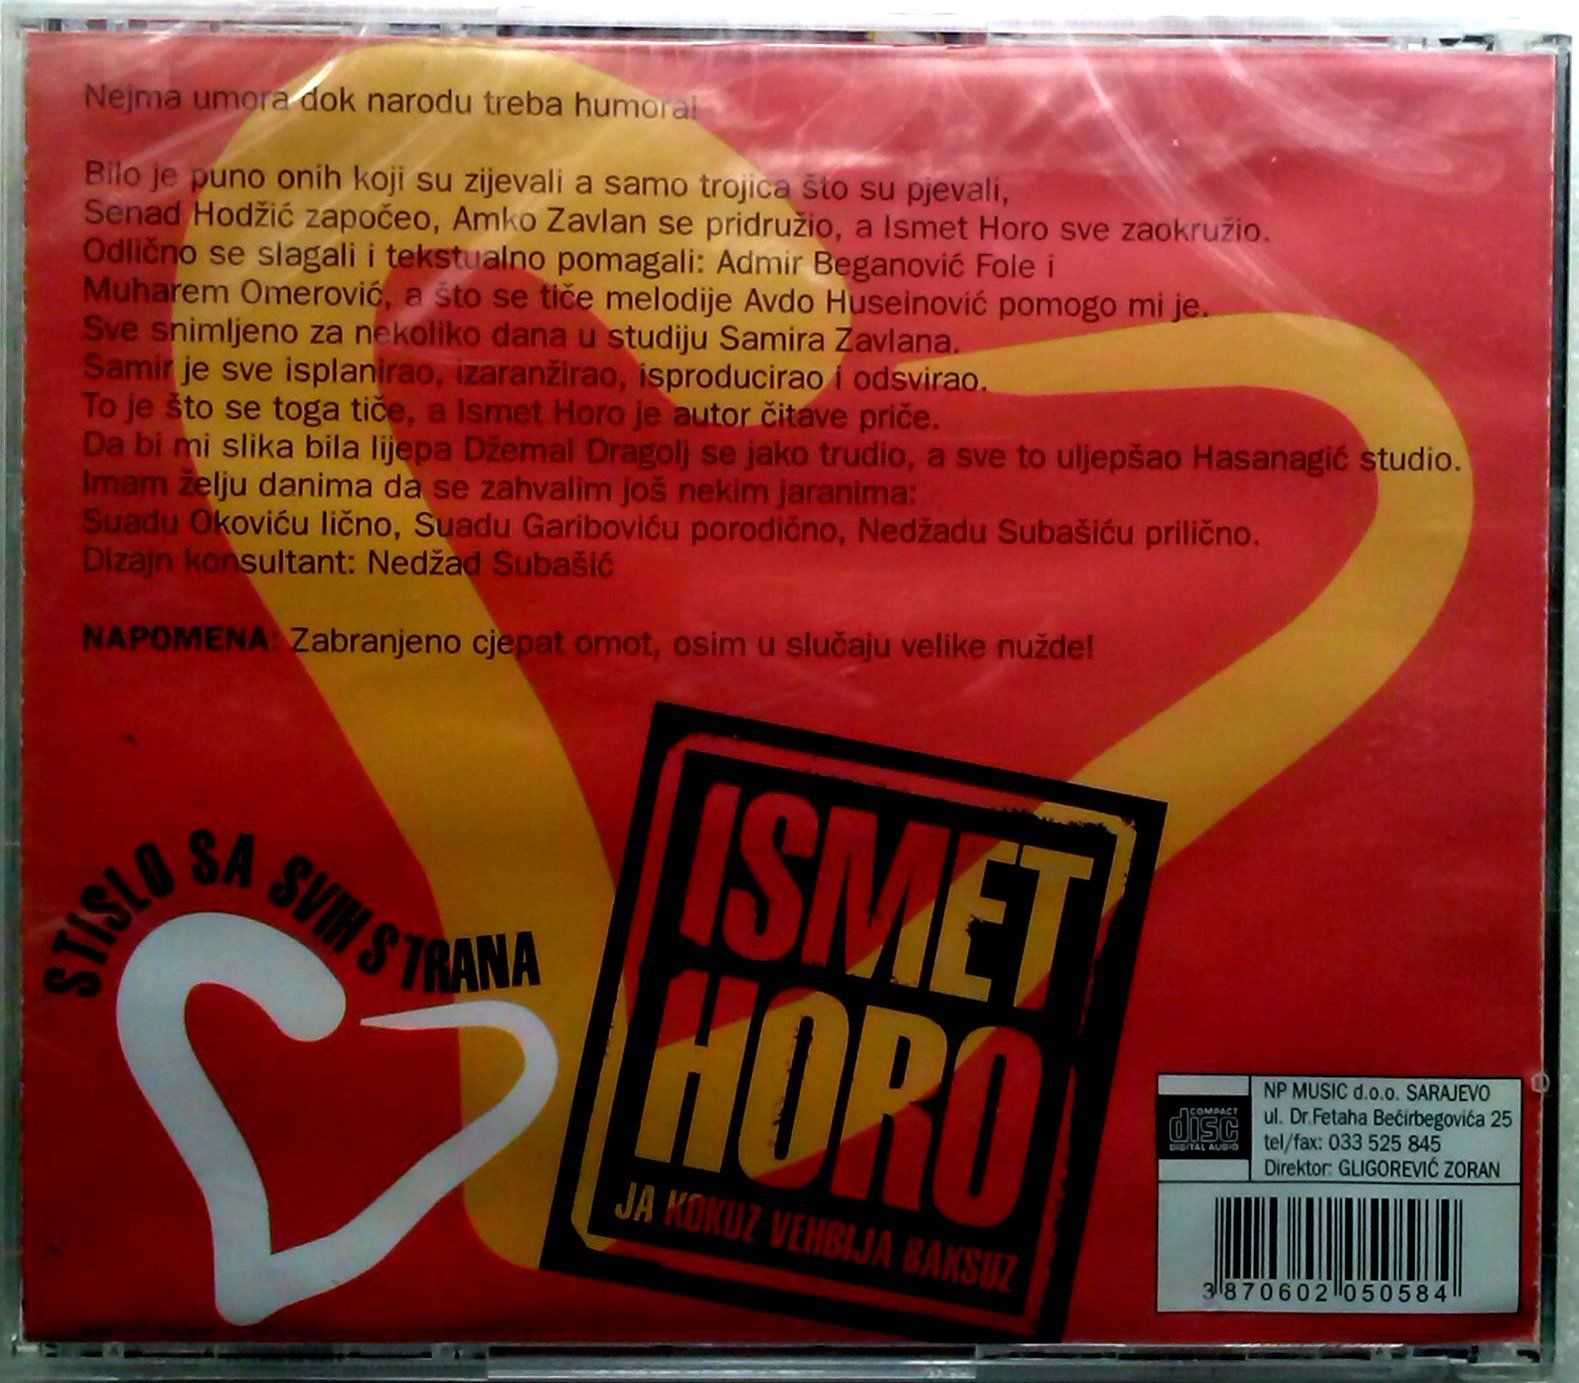 Nejma umora dok narodu treba humora!
Bilo je puno onih koji su zijevali a samo trojica što su pjevali,
Senad Hodžić započeo, Amko Zavlan se pridružio, a Ismet Horo sve zaokružio.
Odlično se slagali i tekstualno pomagali: Admir Beganović Fole i
Muharem Omerović, a što se tiče melodije Avdo Huseinović pomogo mi je.
Sve snimljeno za nekoliko dana u studiju Samira Zavlana.
Samir je sve isplanirao, izaranžirao, isproducirao i odsvirao.
To je što se toga tiče, a Ismet Horo je autor čitave priče.
Da bi mi slika bila lijepa Džemal Dragolj se jako trudio, a sve to uljepšao Hasanagić studio.
Imam želju danima da se zahvalim još nekim jaranima:
Suadu Okoviću lično, Suadu Gariboviću porodično, Nedžadu Subašiću prilično.
Dizajn konsultant: Nedžad Subašić
NAPOMENA: Zabranjeno cjepat omot, osim u slučaju velike nužde!
STISLO SA SVIH STRANA
ISMET
HORO
JA KOKUZ VEHBIJA BAKSUZ
COMPACT
disc
DIGITAL AUDIO
NP MUSIC d.o.o. SARAJEVO
ul. Dr.Fetaha Bećirbegovića 25
tel/fax: 033 525 845
Direktor: GLIGOREVIĆ ZORAN
3 870602 050584